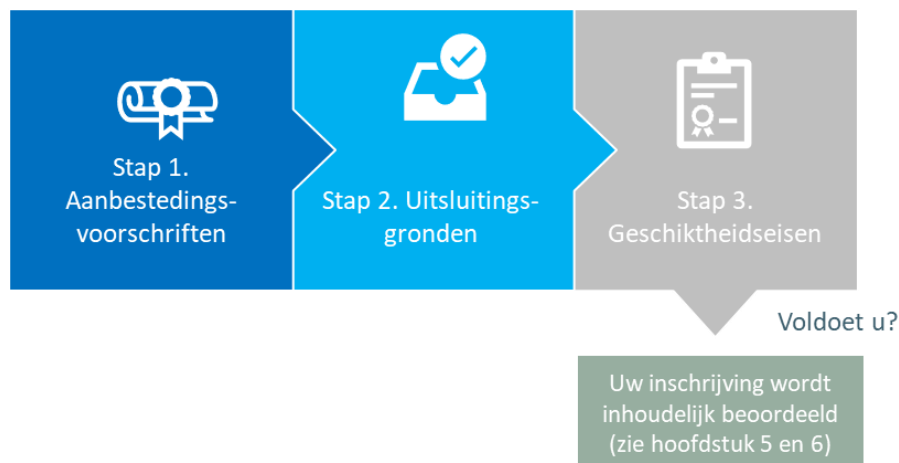 Stap 1.
Aanbestedings-
voorschriften
Stap 2. Uitsluitings-
gronden
Stap 3.
Geschiktheidseisen
Voldoet u?
Uw inschrijving wordt
inhoudelijk beoordeeld
(zie hoofdstuk 5 en 6)